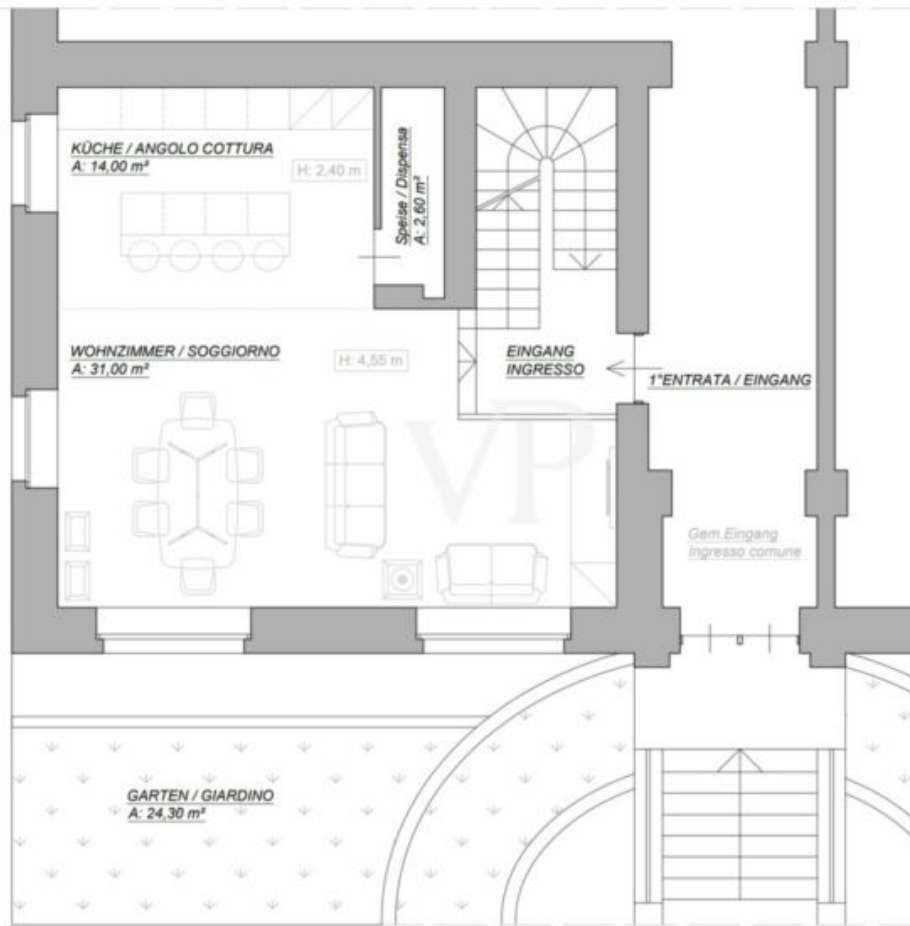 KÜCHE / ANGOLO COTTURA
A: 14,00 m²
H: 2,40 m
Speise / Dispensa
A: 2,60 m²
WOHNZIMMER / SOGGIORNO
A: 31,00 m²
H: 4,55 m
EINGANG
INGRESSO
1°ENTRATA / EINGANG
VP
Gem.Eingang
Ingresso comune
GARTEN / GIARDINO
A: 24,30 m²